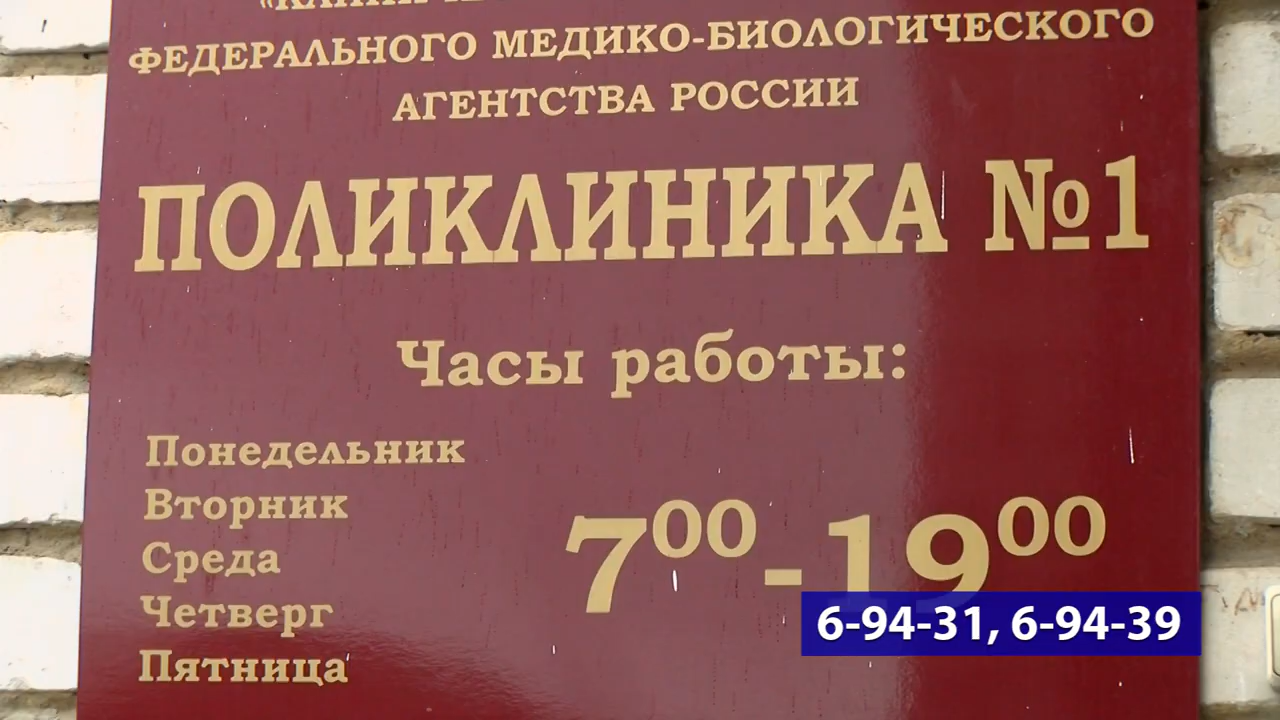 ФЕДЕРАЛЬНОГО МЕДИКО-БИОЛОГИЧЕСКОГО
АГЕНТСТВА РОССИИ
ПОЛИКЛИНИКА №1
Часы работы:
Понедельник
Вторник
Среда
Четверг
Пятница
7⁰⁰-19⁰⁰
6-94-31, 6-94-39